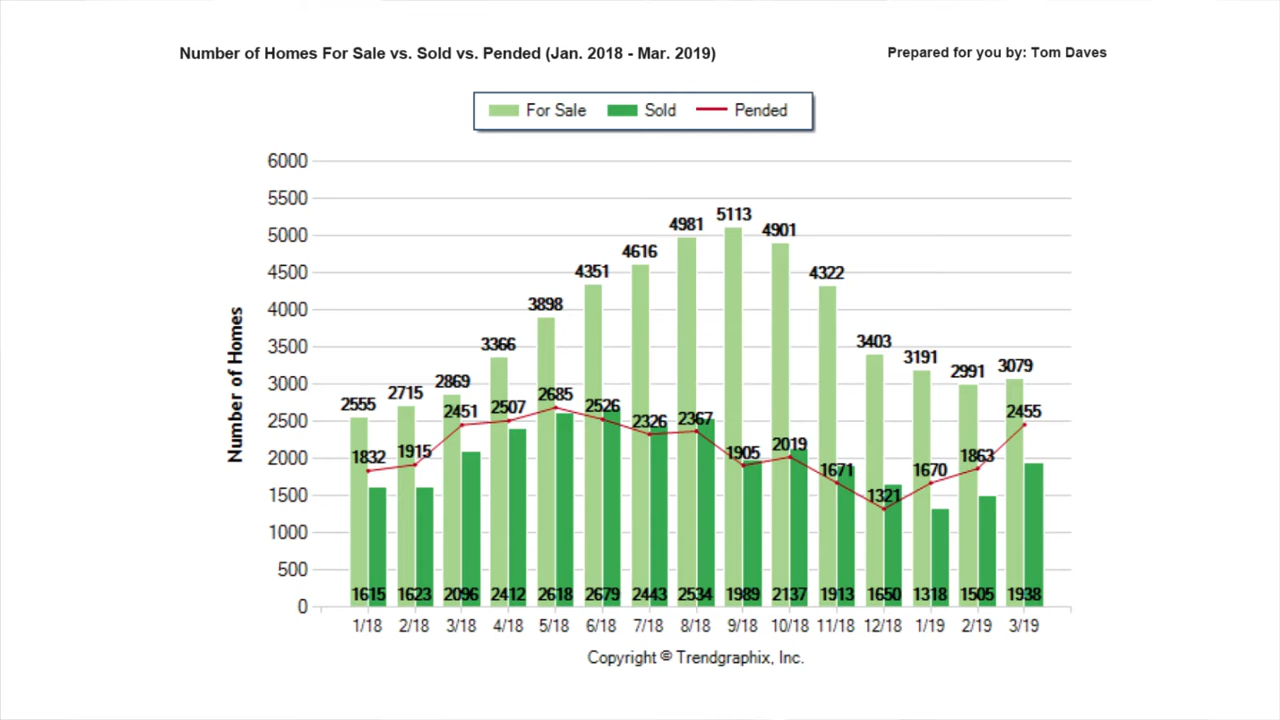 Number of Homes For Sale vs. Sold vs. Pended (Jan. 2018 - Mar. 2019)
Prepared for you by: Tom Daves
For Sale Sold Pended
Number of Homes
6000
5500
5000
4500
4000
3500
3000
2500
2000
1500
1000
500
0
2555 2715 2869 3366 3898 4351 4616 4981 5113 4901 4322 3403 3191 2991 3079
1832 1915 2451 2507 2685 2526 2326 2367 1905 2019 1671 1321 1670 1863 2455
1615 1623 2096 2412 2618 2679 2443 2534 1989 2137 1913 1650 1318 1505 1938
1/18 2/18 3/18 4/18 5/18 6/18 7/18 8/18 9/18 10/18 11/18 12/18 1/19 2/19 3/19
Copyright © Trendgraphix, Inc.